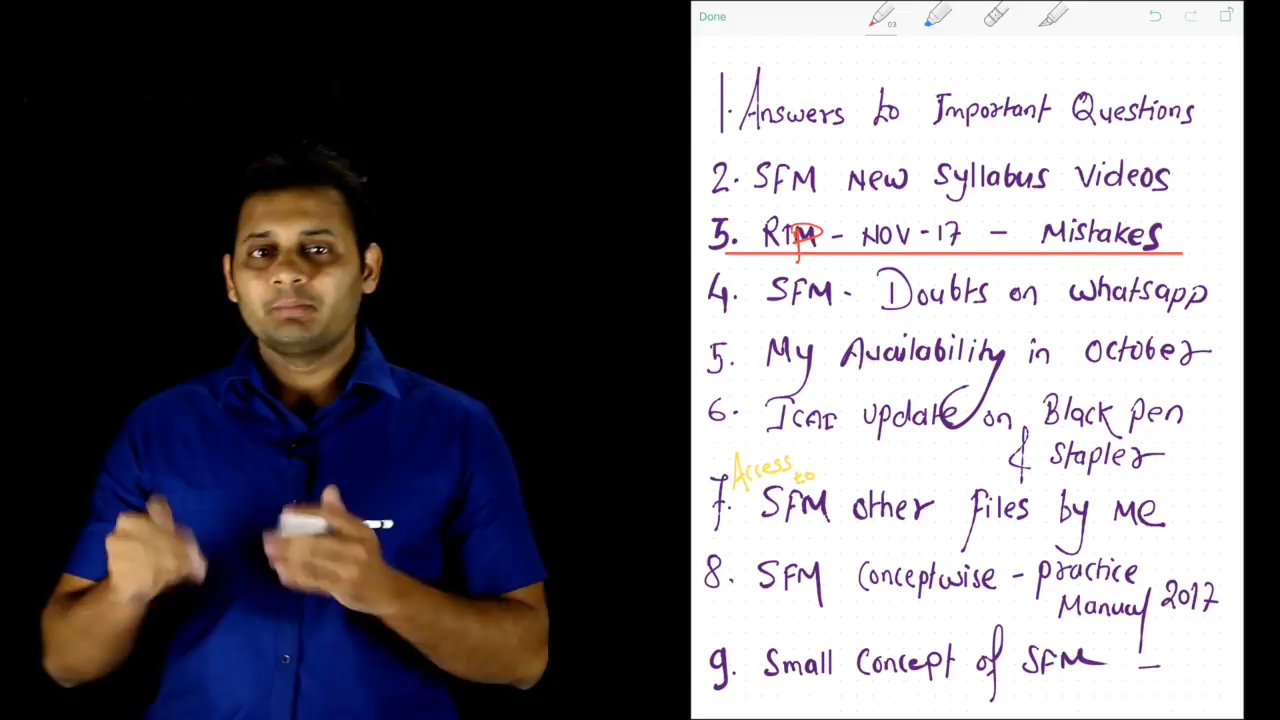 Done
03
1. Answers to Important Questions
2. SFM New Syllabus Videos
3. RTP - NOV-17 - Mistakes
4. SFM - Doubts on whatsapp
5. My Availability in October
6. ICAI update on Black Pen
& Stapler
Access to
7. SFM other files by ME
8. SFM Conceptwise - practice
Manual 2017
9. Small Concept of SFM -